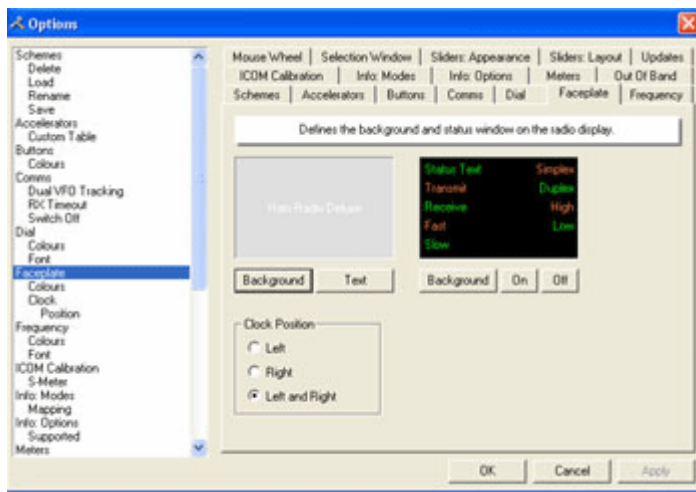 Options
Schemes
Delete
Load
Rename
Save
Accelerators
Custom Table
Buttons
Colours
Comms
Dual VFO Tracking
RX Timeout
Switch Off
Dial
Colours
Font
Faceplate
Colours
Clock
Position
Frequency
Colours
Font
ICOM Calibration
S-Meter
Info: Modes
Mapping
Info: Options
Supported
Meters
Mouse Wheel Selection Window Sliders: Appearance Sliders: Layout Updates
ICOM Calibration Info: Modes Info: Options Meters Out Of Band
Schemes Accelerators Buttons Comms Dial Faceplate Frequency
Defines the background and status window on the radio display.
Ham Radio Deluxe
Status Text Simplex
Transmit Duplex
Receive High
Fast Low
Slow
Background Text
Background On Off
Clock Position
Left
Right
Left and Right
OK Cancel Apply